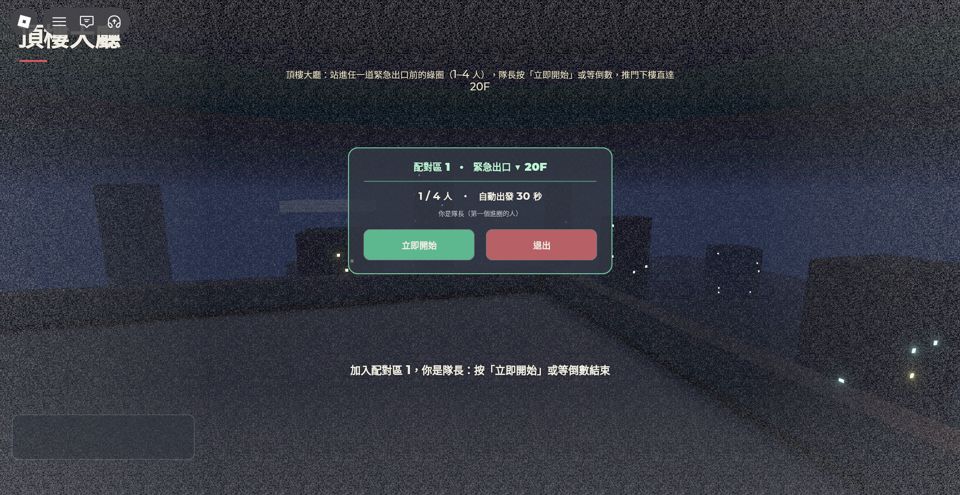 頂樓大廳
頂樓大廳：站進任一道緊急出口前的綠圈（1–4 人），隊長按「立即開始」或等倒數，推門下樓直達
20F
配對區 1 • 緊急出口 ▼ 20F
1 / 4 人 • 自動出發 30 秒
你是隊長（第一個進圈的人）
立即開始
退出
加入配對區 1，你是隊長：按「立即開始」或等倒數結束